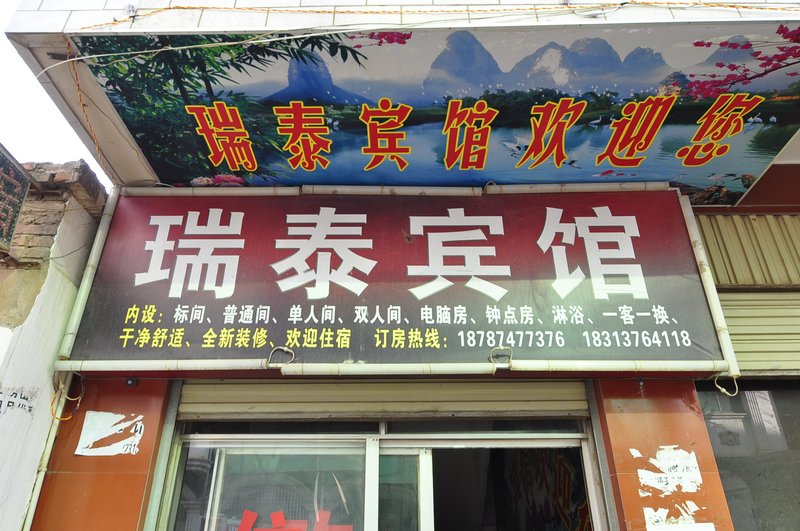 瑞泰宾馆欢迎您
瑞泰宾馆
内设：标间、普通间、单人间、双人间、电脑房、钟点房、淋浴、一客一换、
干净舒适、全新装修、欢迎住宿 订房热线：18787477376 18313764118